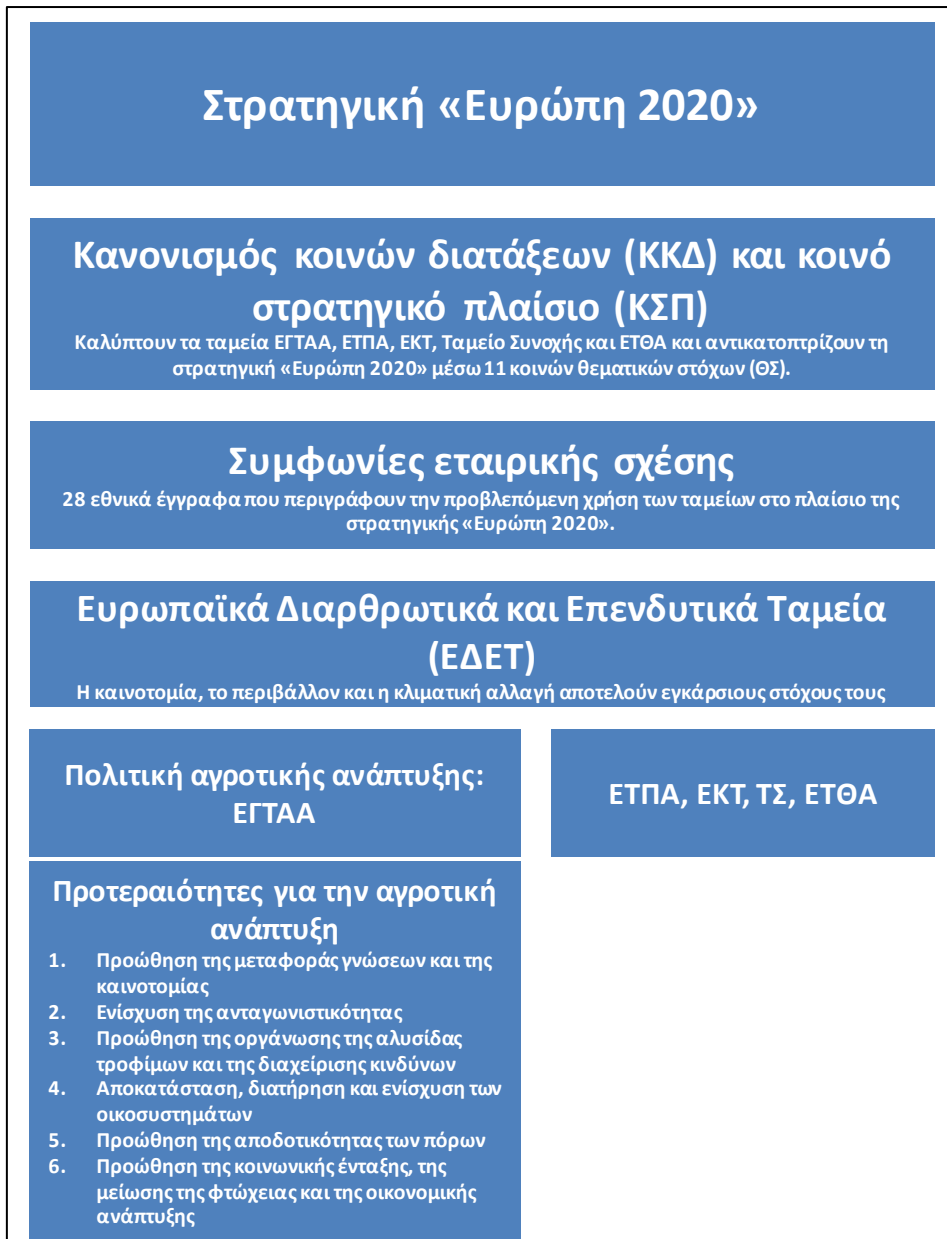 Στρατηγική «Ευρώπη 2020»
Κανονισμός κοινών διατάξεων (ΚΚΔ) και κοινό
στρατηγικό πλαίσιο (ΚΣΠ)
Καλύπτουν τα ταμεία ΕΓΤΑΑ, ΕΤΠΑ, ΕΚΤ, Ταμείο Συνοχής και ΕΤΘΑ και αντικατοπτρίζουν τη
στρατηγική «Ευρώπη 2020» μέσω 11 κοινών θεματικών στόχων (ΘΣ).
Συμφωνίες εταιρικής σχέσης
28 εθνικά έγγραφα που περιγράφουν την προβλεπόμενη χρήση των ταμείων στο πλαίσιο της
στρατηγικής «Ευρώπη 2020».
Ευρωπαϊκά Διαρθρωτικά και Επενδυτικά Ταμεία
(ΕΔΕΤ)
Η καινοτομία, το περιβάλλον και η κλιματική αλλαγή αποτελούν εγκάρσιους στόχους τους
Πολιτική αγροτικής ανάπτυξης:
ΕΓΤΑΑ
ΕΤΠΑ, ΕΚΤ, ΤΣ, ΕΤΘΑ
Προτεραιότητες για την αγροτική
ανάπτυξη
1. Προώθηση της μεταφοράς γνώσεων και της
καινοτομίας
2. Ενίσχυση της ανταγωνιστικότητας
3. Προώθηση της οργάνωσης της αλυσίδας
τροφίμων και της διαχείρισης κινδύνων
4. Αποκατάσταση, διατήρηση και ενίσχυση των
οικοσυστημάτων
5. Προώθηση της αποδοτικότητας των πόρων
6. Προώθηση της κοινωνικής ένταξης, της
μείωσης της φτώχειας και της οικονομικής
ανάπτυξης